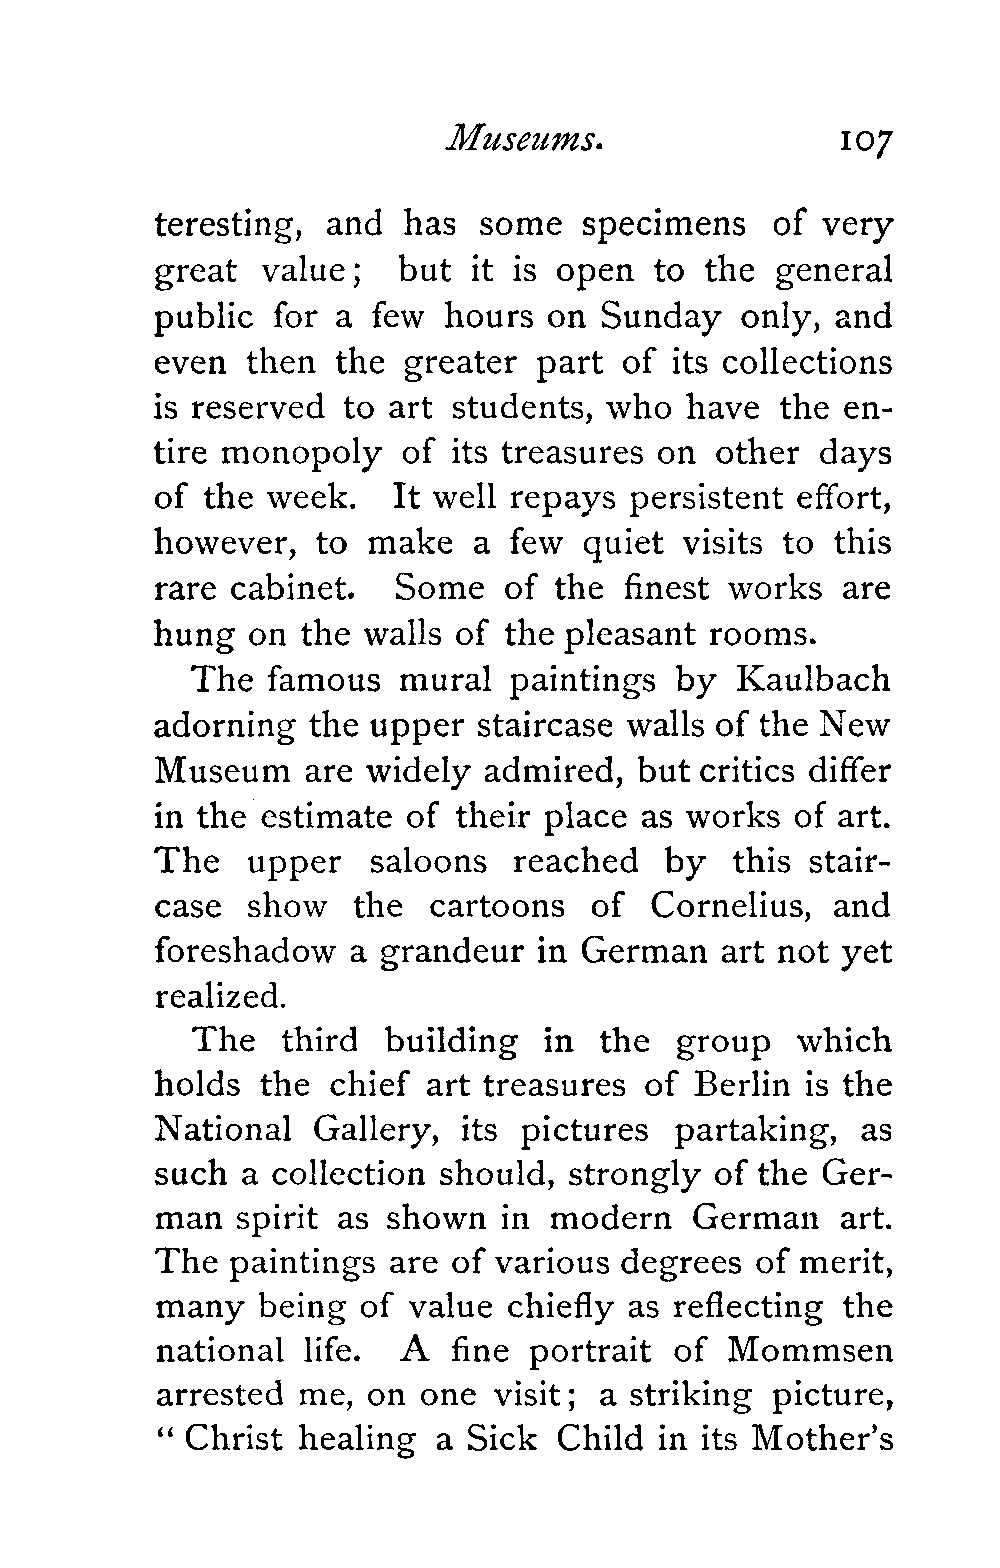 Museums. 107
teresting, and has some specimens of very
great value; but it is open to the general
public for a few hours on Sunday only, and
even then the greater part of its collections
is reserved to art students, who have the en-
tire monopoly of its treasures on other days
of the week. It well repays persistent effort,
however, to make a few quiet visits to this
rare cabinet. Some of the finest works are
hung on the walls of the pleasant rooms.
The famous mural paintings by Kaulbach
adorning the upper staircase walls of the New
Museum are widely admired, but critics differ
in the estimate of their place as works of art.
The upper saloons reached by this stair-
case show the cartoons of Cornelius, and
foreshadow a grandeur in German art not yet
realized.
The third building in the group which
holds the chief art treasures of Berlin is the
National Gallery, its pictures partaking, as
such a collection should, strongly of the Ger-
man spirit as shown in modern German art.
The paintings are of various degrees of merit,
many being of value chiefly as reflecting the
national life. A fine portrait of Mommsen
arrested me, on one visit; a striking picture,
“Christ healing a Sick Child in its Mother’s